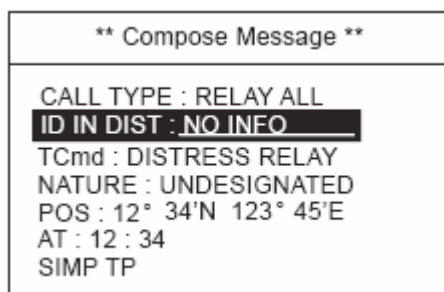 ** Compose Message **
CALL TYPE : RELAY ALL
ID IN DIST : NO INFO
TCmd : DISTRESS RELAY
NATURE : UNDESIGNATED
POS : 12° 34'N 123° 45'E
AT : 12 : 34
SIMP TP